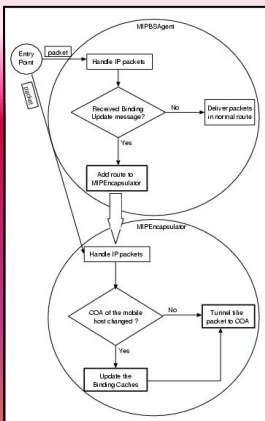 MIPBSAgent
Entry
Point
packet
packet
Handle IP packets
Received Binding
Update message?
No
Deliver packets
in normal route
Yes
Add route to
MIPEncapsulator
MIPEncapsulator
Handle IP packets
COA of the mobile
host changed ?
No
Tunnel the
packet to COA
Yes
Update the
Binding Caches